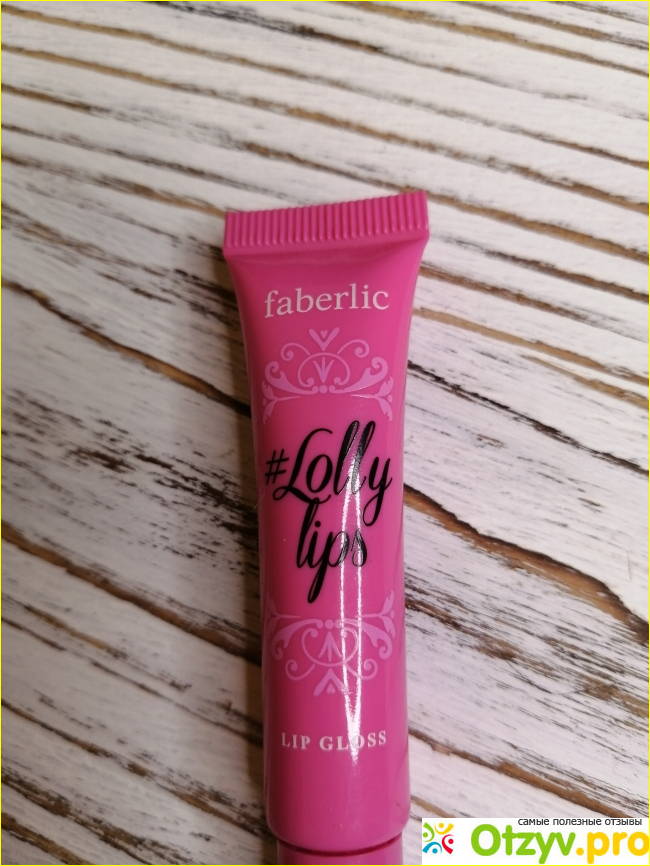 faberlic
#Lolly
lips
LIP GLOSS
самые полезные отзывы
Otzyv.pro